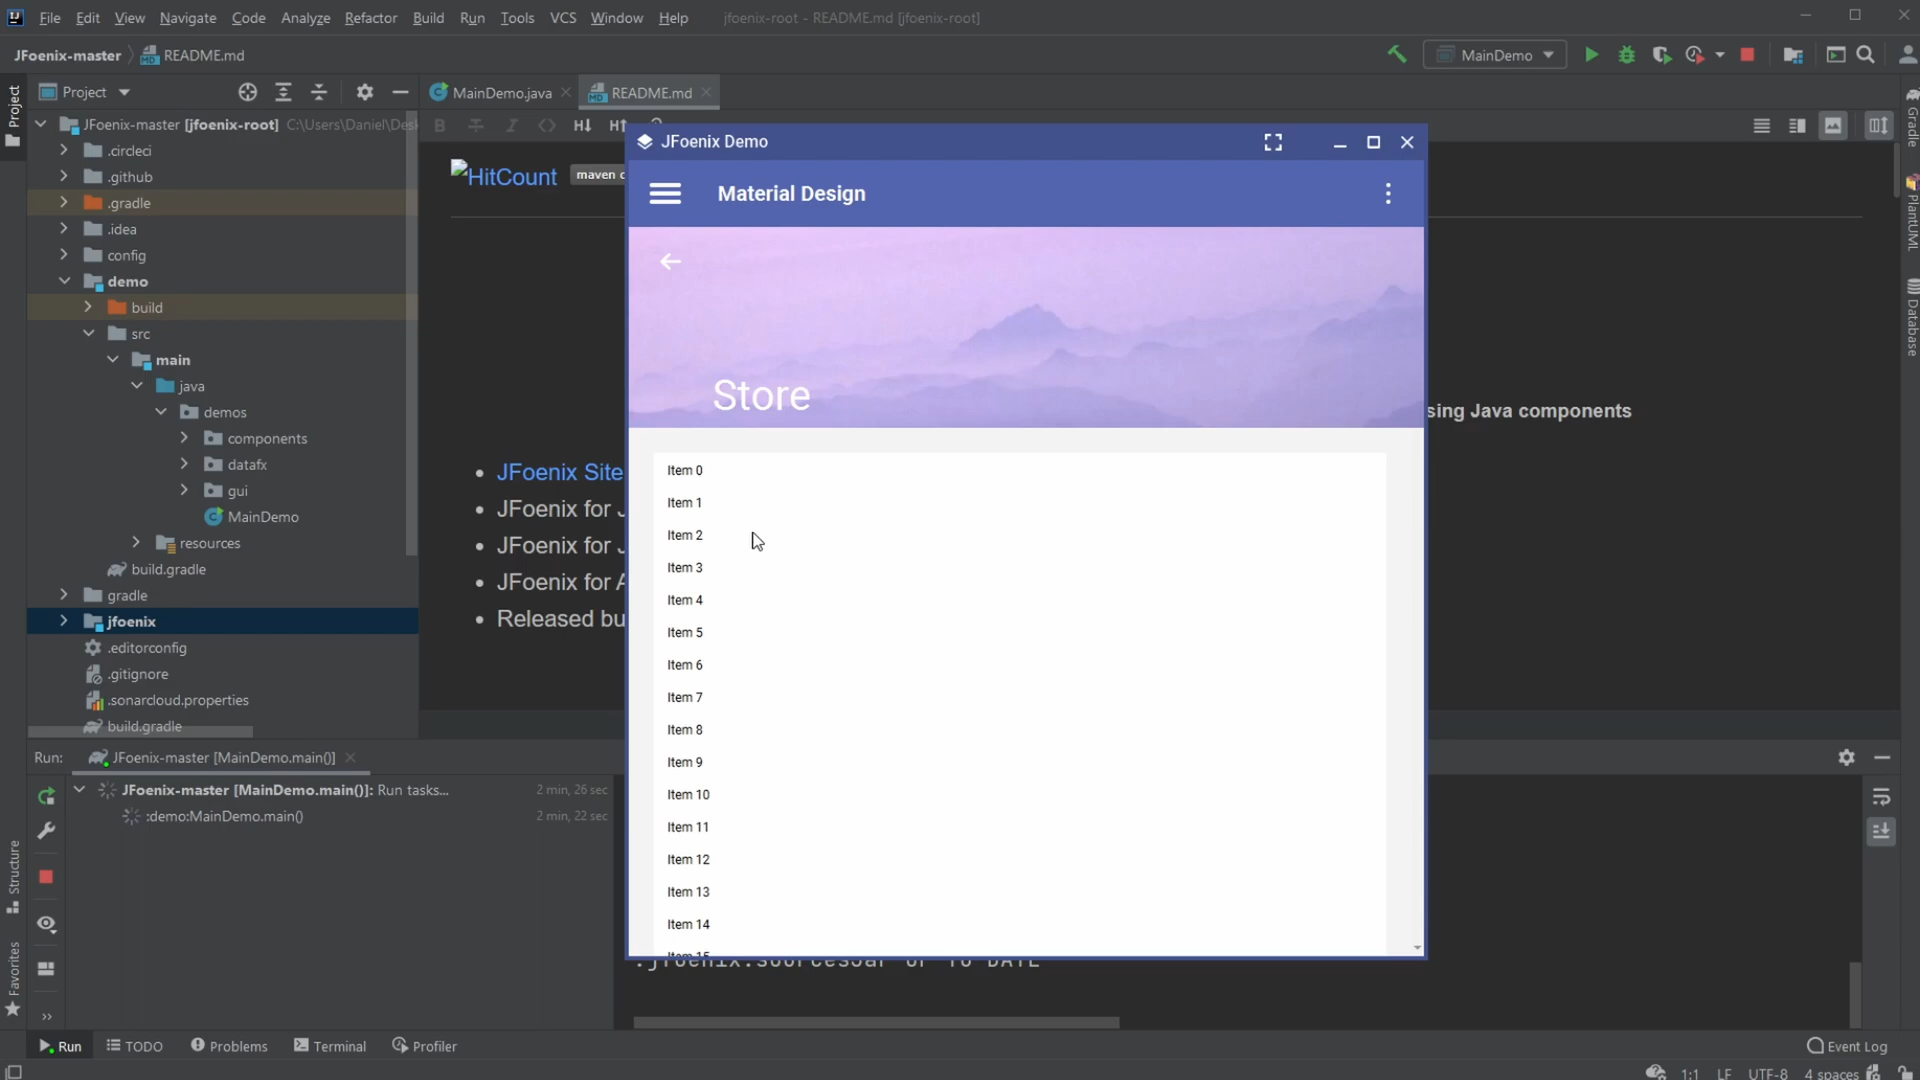 File Edit View Navigate Code Analyze Refactor Build Run Tools VCS Window Help jfoenix-root - README.md [jfoenix-root]
JFoenix-master README.md MainDemo
Project MainDemo.java README.md
JFoenix-master [jfoenix-root] C:\Users\Daniel\Des
.circleci
.github
.gradle
.idea
config
demo
build
src
main
java
demos
components
datafx
gui
MainDemo
resources
build.gradle
gradle
jfoenix
.editorconfig
.gitignore
.sonarcloud.properties
build.gradle
HitCount maven
JFoenix Site
JFoenix for
JFoenix for
JFoenix for
Released
sing Java components
JFoenix Demo
Material Design
Store
Item 0
Item 1
Item 2
Item 3
Item 4
Item 5
Item 6
Item 7
Item 8
Item 9
Item 10
Item 11
Item 12
Item 13
Item 14
Item 15
Run: JFoenix-master [MainDemo.main()]
JFoenix-master [MainDemo.main()]: Run tasks... 2 min, 26 sec
:demo:MainDemo.main() 2 min, 22 sec
Run TODO Problems Terminal Profiler Event Log
1:1 LF UTF-8 4 spaces
Project
Structure
Favorites
Gradle
PlantUML
Database